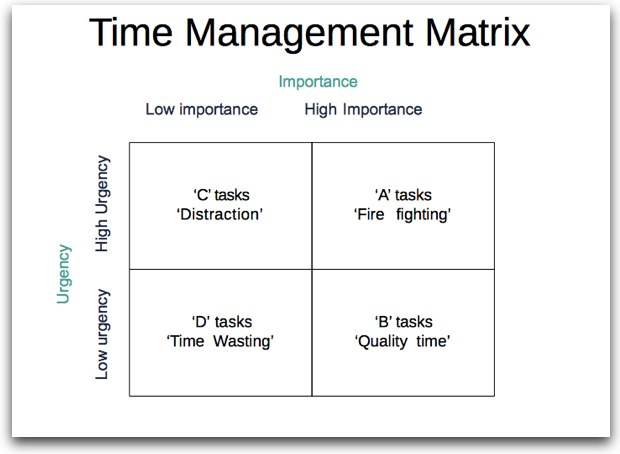 Time Management Matrix
Importance
Low importance High Importance
High Urgency
‘C’ tasks
‘Distraction’
‘A’ tasks
‘Fire fighting’
Urgency
Low urgency
‘D’ tasks
‘Time Wasting’
‘B’ tasks
‘Quality time’